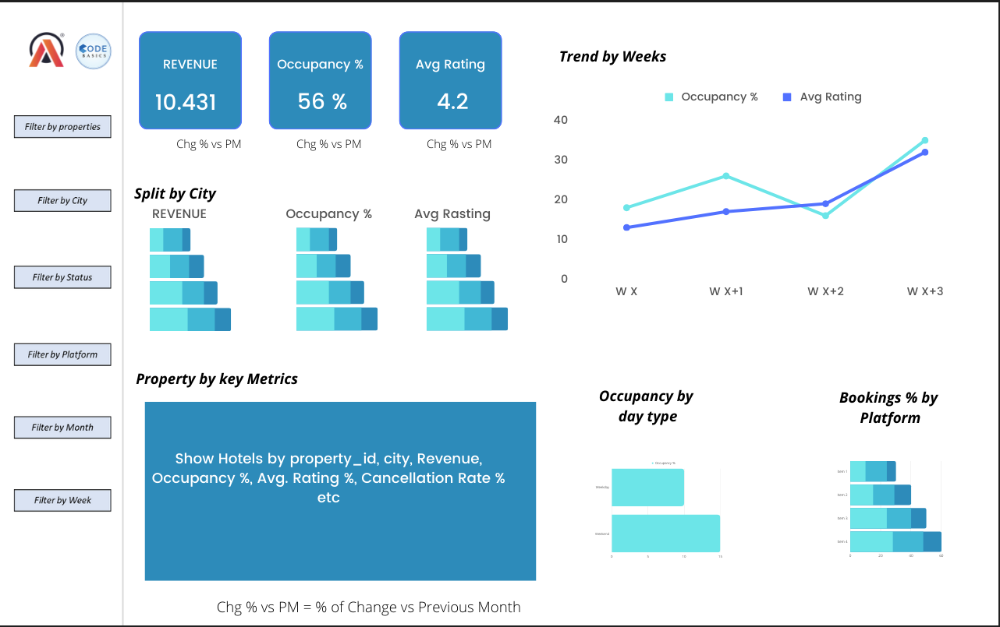 ®
CODE
BASICS
Filter by properties
Filter by City
Filter by Status
Filter by Platform
Filter by Month
Filter by Week
REVENUE
10.431
Chg % vs PM
Occupancy %
56 %
Chg % vs PM
Avg Rating
4.2
Chg % vs PM
Split by City
REVENUE
Occupancy %
Avg Rasting
Property by key Metrics
Show Hotels by property_id, city, Revenue,
Occupancy %, Avg. Rating %, Cancellation Rate %
etc
Chg % vs PM = % of Change vs Previous Month
Trend by Weeks
Occupancy %
Avg Rating
40
30
20
10
0
W X
W X+1
W X+2
W X+3
Occupancy by
day type
Occupancy %
Weekday
Weekend
0
5
10
15
Bookings % by
Platform
Item 1
Item 2
Item 3
Item 4
0
20
40
60